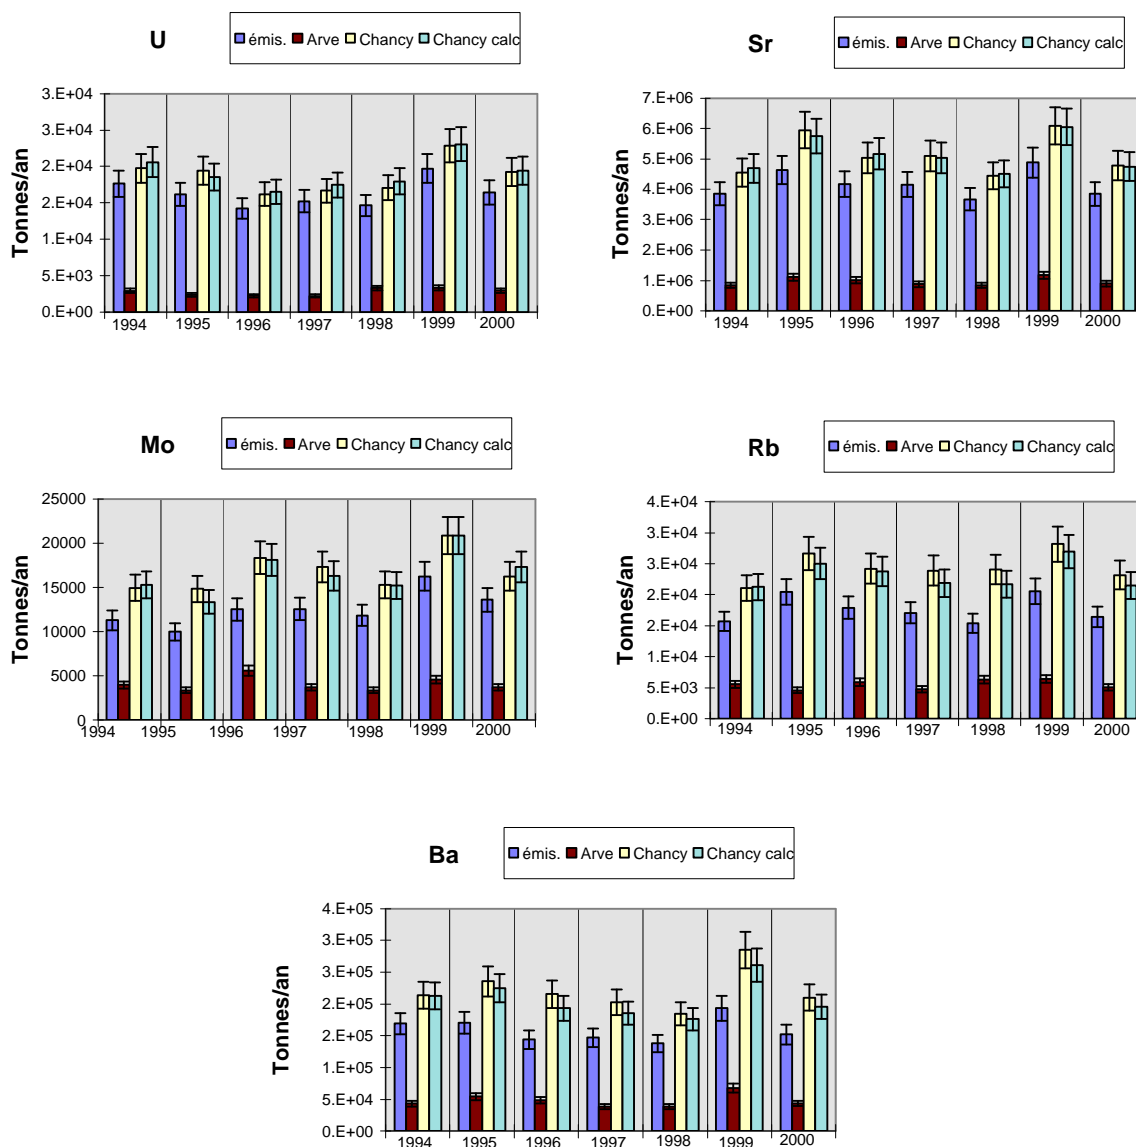 U
émis. Arve Chancy Chancy calc
Tonnes/an
3.E+04
3.E+04
2.E+04
2.E+04
1.E+04
5.E+03
0.E+00
1994 1995 1996 1997 1998 1999 2000
Sr
émis. Arve Chancy Chancy calc
Tonnes/an
7.E+06
6.E+06
5.E+06
4.E+06
3.E+06
2.E+06
1.E+06
0.E+00
1994 1995 1996 1997 1998 1999 2000
Mo
émis. Arve Chancy Chancy calc
Tonnes/an
25000
20000
15000
10000
5000
0
1994 1995 1996 1997 1998 1999 2000
Rb
émis. Arve Chancy Chancy calc
Tonnes/an
4.E+04
3.E+04
3.E+04
2.E+04
2.E+04
1.E+04
5.E+03
0.E+00
1994 1995 1996 1997 1998 1999 2000
Ba
émis. Arve Chancy Chancy calc
Tonnes/an
4.E+05
3.E+05
3.E+05
2.E+05
2.E+05
1.E+05
5.E+04
0.E+00
1994 1995 1996 1997 1998 1999 2000